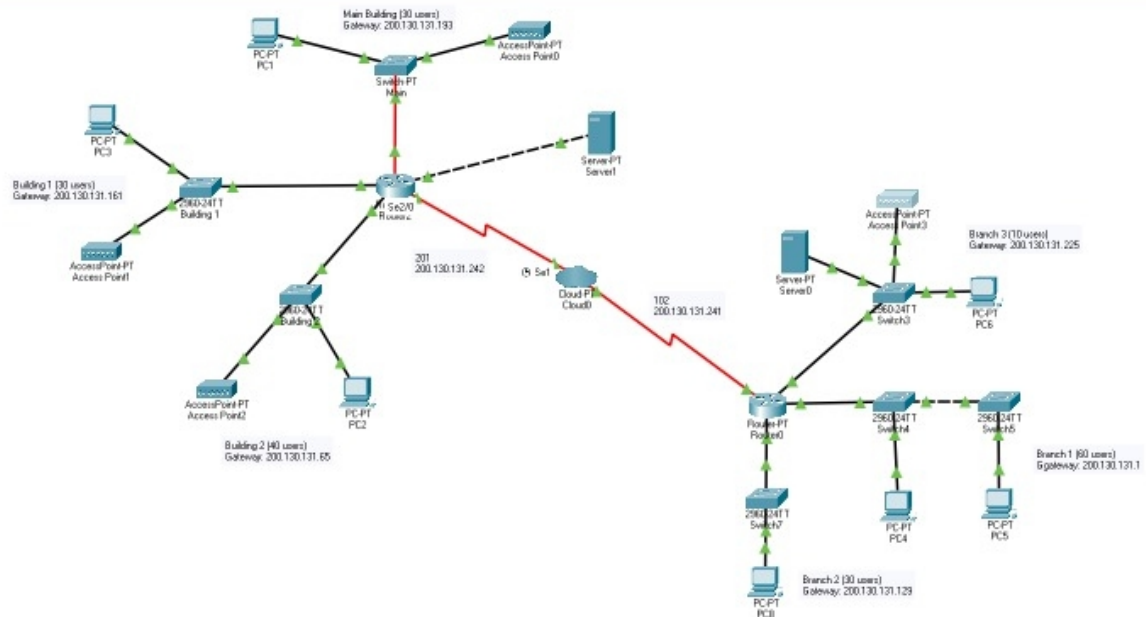 Main Building (30 users)
Gateway: 200.130.131.193
PC-PT
PC1
AccessPoint-PT
Access Point0
Switch-PT
Main
PC-PT
PC3
Server-PT
Server1
Building 1 (30 users)
Gateway: 200.130.131.161
2960-24TT
Building 1
Se2/0
AccessPoint-PT
Access Point1
201
200.130.131.242
Se1
Cloud-PT
Cloud0
AccessPoint-PT
Access Point3
Branch 3 (10 users)
Gateway: 200.130.131.225
Server-PT
Server0
2960-24TT
Switch3
PC-PT
PC6
102
200.130.131.241
2960-24TT
Building
AccessPoint-PT
Access Point2
PC-PT
PC2
Building 2 (40 users)
Gateway: 200.130.131.65
Router-PT
Router0
2960-24TT
Switch4
2960-24TT
Switch5
Branch 1 (60 users)
Ggateway: 200.130.131.1
2960-24TT
Switch7
PC-PT
PC4
PC-PT
PC5
Branch 2 (30 users)
Gateway: 200.130.131.129
PC-PT